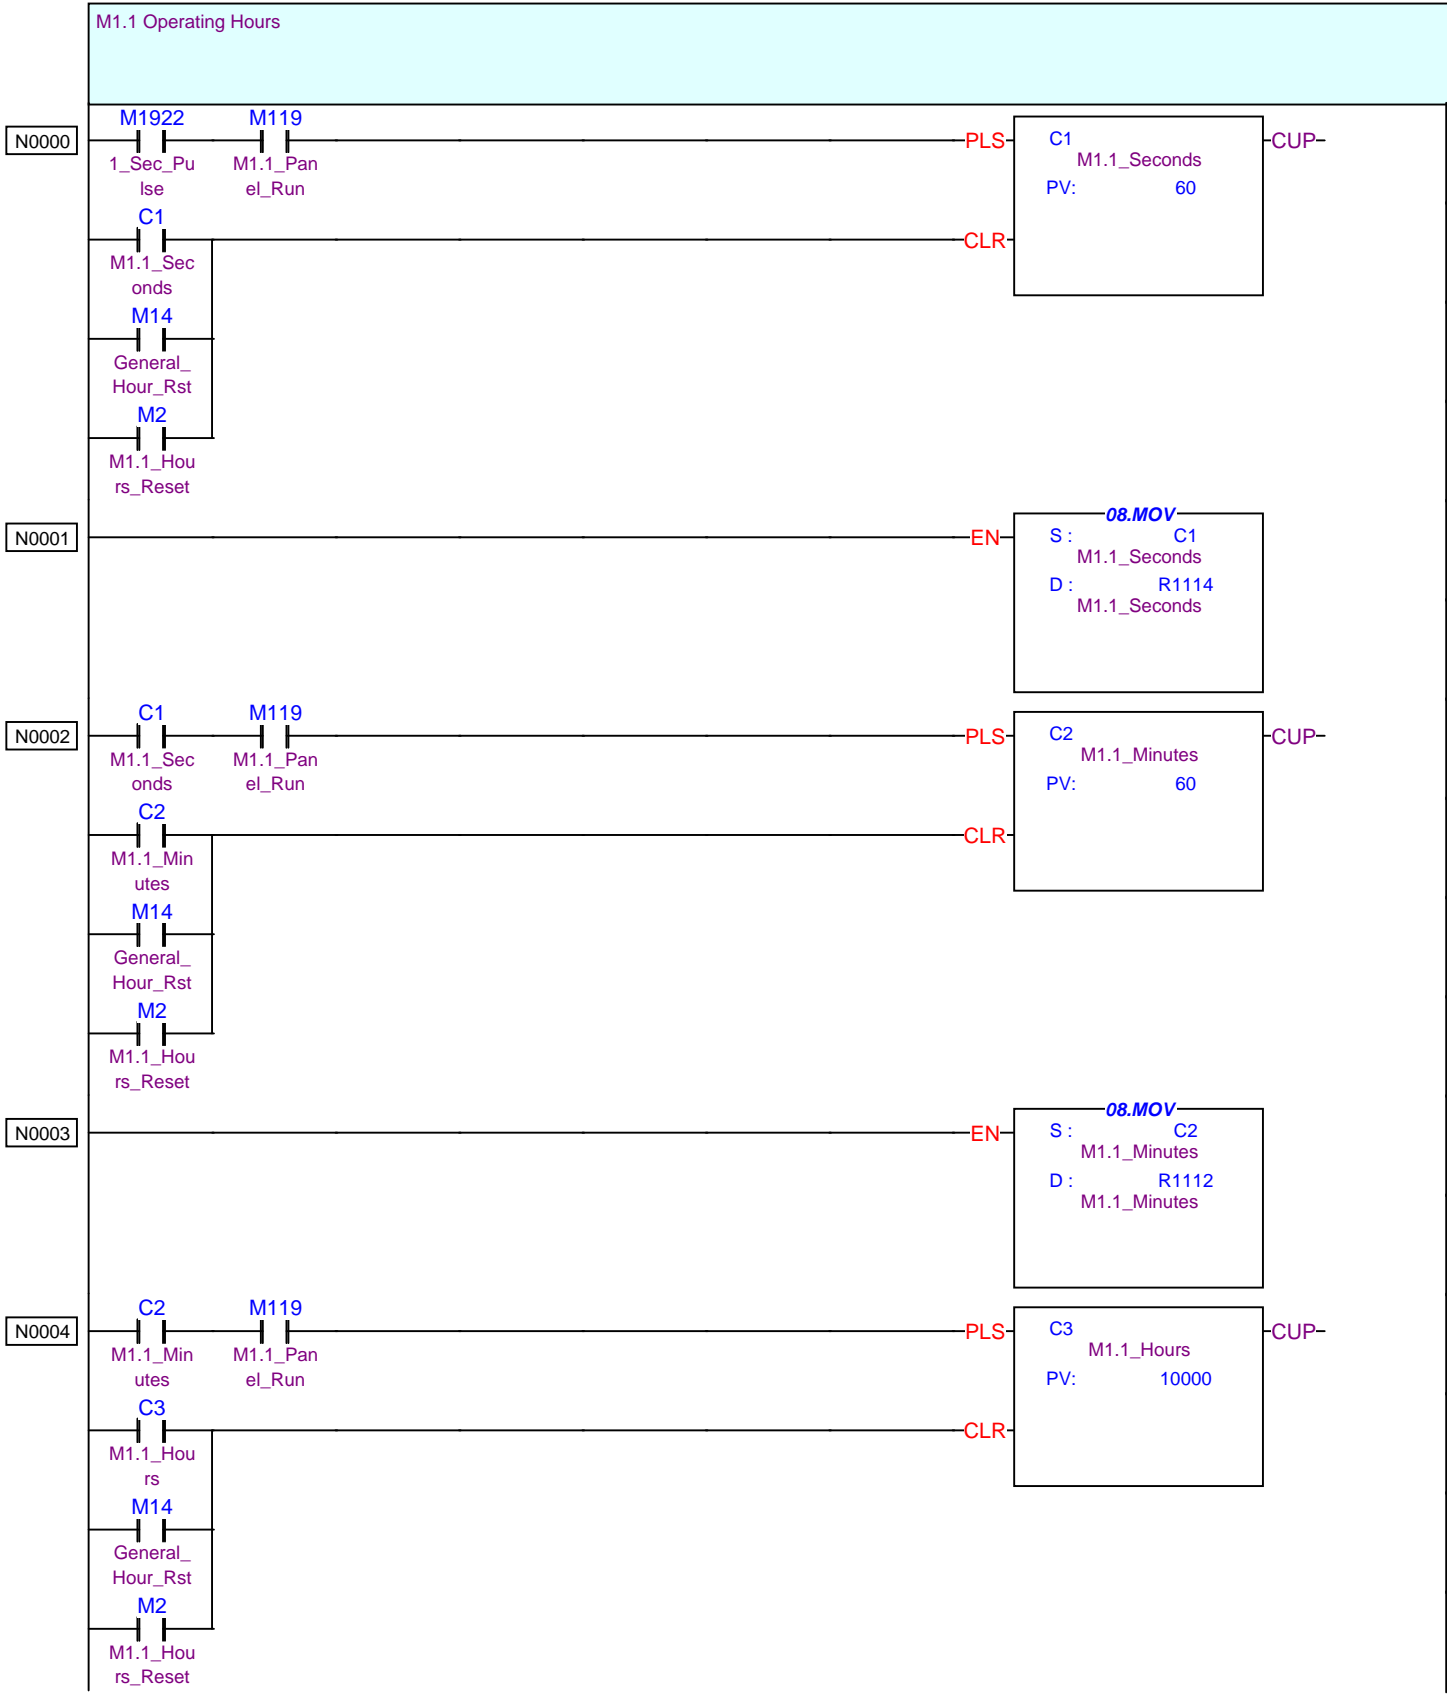 M1.1 Operating Hours
N0000
M1922
M119
1_Sec_Pu
lse
M1.1_Pan
el_Run
PLS
C1
M1.1_Seconds
PV: 60
CUP
C1
M1.1_Sec
onds
CLR
M14
General_
Hour_Rst
M2
M1.1_Hou
rs_Reset
N0001
EN
08.MOV
S : C1
M1.1_Seconds
D : R1114
M1.1_Seconds
N0002
C1
M119
M1.1_Sec
onds
M1.1_Pan
el_Run
PLS
C2
M1.1_Minutes
PV: 60
CUP
C2
M1.1_Min
utes
CLR
M14
General_
Hour_Rst
M2
M1.1_Hou
rs_Reset
N0003
EN
08.MOV
S : C2
M1.1_Minutes
D : R1112
M1.1_Minutes
N0004
C2
M119
M1.1_Min
utes
M1.1_Pan
el_Run
PLS
C3
M1.1_Hours
PV: 10000
CUP
C3
M1.1_Hou
rs
CLR
M14
General_
Hour_Rst
M2
M1.1_Hou
rs_Reset